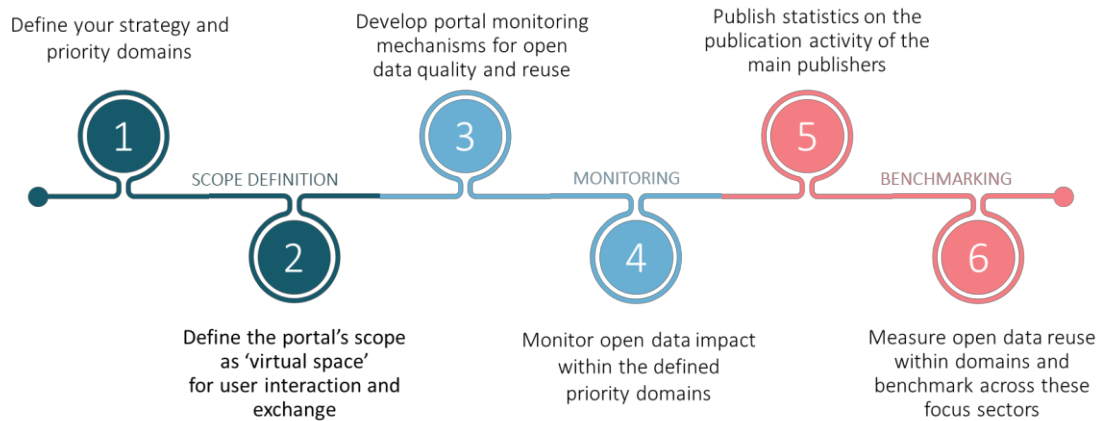 Define your strategy and
priority domains
1
SCOPE DEFINITION
2
Define the portal's scope
as 'virtual space'
for user interaction and
exchange
Develop portal monitoring
mechanisms for open
data quality and reuse
3
MONITORING
4
Monitor open data impact
within the defined
priority domains
Publish statistics on the
publication activity of the
main publishers
5
BENCHMARKING
6
Measure open data reuse
within domains and
benchmark across these
focus sectors